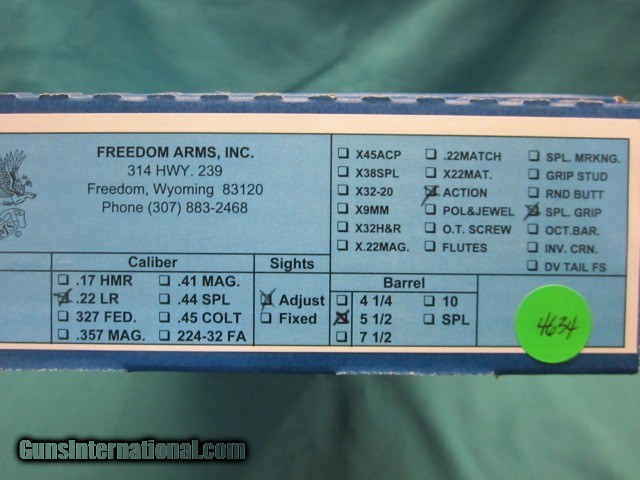 FREEDOM ARMS, INC.
314 HWY. 239
Freedom, Wyoming 83120
Phone (307) 883-2468
X45ACP .22MATCH SPL. MRKNG.
X38SPL X22MAT. GRIP STUD
X32-20 ACTION RND BUTT
X9MM POL&JEWEL SPL. GRIP
X32H&R O.T. SCREW OCT.BAR.
X.22MAG. FLUTES INV. CRN.
DV TAIL FS
Caliber Sights Barrel
.17 HMR .41 MAG.
.22 LR .44 SPL Adjust 4 1/4 10
327 FED. .45 COLT Fixed 5 1/2 SPL
.357 MAG. 224-32 FA 7 1/2
4634
GunsInternational.com